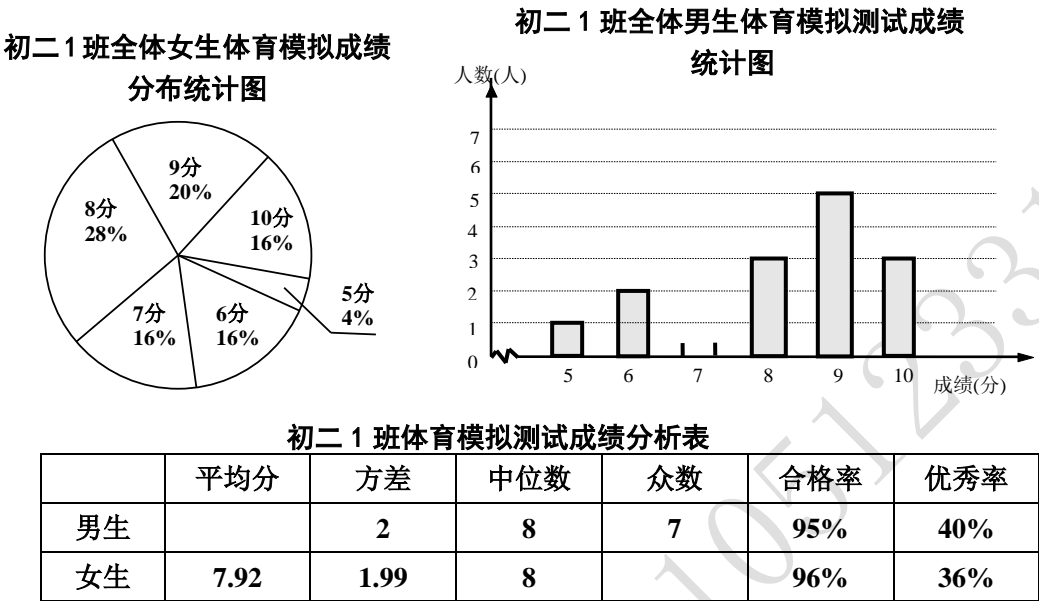 初二1班全体女生体育模拟成绩
分布统计图
9分
20%
8分
28%
10分
16%
5分
4%
7分
16%
6分
16%
初二 1 班全体男生体育模拟测试成绩
统计图
人数(人)
7
6
5
4
3
2
1
0
5 6 7 8 9 10
成绩(分)
初二 1 班体育模拟测试成绩分析表
平均分 方差 中位数 众数 合格率 优秀率
男生 2 8 7 95% 40%
女生 7.92 1.99 8 96% 36%